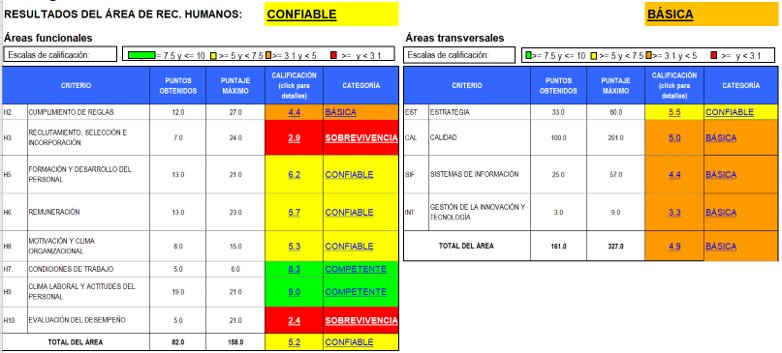 RESULTADOS DEL ÁREA DE REC. HUMANOS: CONFIABLE BÁSICA
Áreas funcionales
Escalas de calificación: = 7.5 y <= 10 >= 5 y < 7.5 >= 3.1 y < 5 >= y < 3.1
CRITERIO PUNTOS OBTENIDOS PUNTAJE MÁXIMO CALIFICACIÓN (click para detalles) CATEGORÍA
H2. CUMPLIMIENTO DE REGLAS 12.0 27.0 4.4 BÁSICA
H3. RECLUTAMIENTO, SELECCIÓN E INCORPORACIÓN 7.0 24.0 2.9 SOBREVIVENCIA
H5. FORMACIÓN Y DESARROLLO DEL PERSONAL 13.0 21.0 6.2 CONFIABLE
H6. REMUNERACIÓN 13.0 23.0 5.7 CONFIABLE
H8. MOTIVACIÓN Y CLIMA ORGANIZACIONAL 8.0 15.0 5.3 CONFIABLE
H7. CONDICIONES DE TRABAJO 5.0 6.0 8.3 COMPETENTE
H9. CLIMA LABORAL Y ACTITUDES DEL PERSONAL 19.0 21.0 9.0 COMPETENTE
H10. EVALUACIÓN DEL DESEMPEÑO 5.0 21.0 2.4 SOBREVIVENCIA
TOTAL DEL ÁREA 82.0 158.0 5.2 CONFIABLE
Áreas transversales
Escalas de calificación: >= 7.5 y <= 10 >= 5 y < 7.5 >= 3.1 y < 5 >= y < 3.1
CRITERIO PUNTOS OBTENIDOS PUNTAJE MÁXIMO CALIFICACIÓN (click para detalles) CATEGORÍA
EST ESTRATEGIA 33.0 60.0 5.5 CONFIABLE
CAL CALIDAD 100.0 201.0 5.0 BÁSICA
SIF SISTEMAS DE INFORMACIÓN 25.0 57.0 4.4 BÁSICA
INT GESTIÓN DE LA INNOVACIÓN Y TECNOLOGÍA 3.0 9.0 3.3 BÁSICA
TOTAL DEL ÁREA 161.0 327.0 4.9 BÁSICA